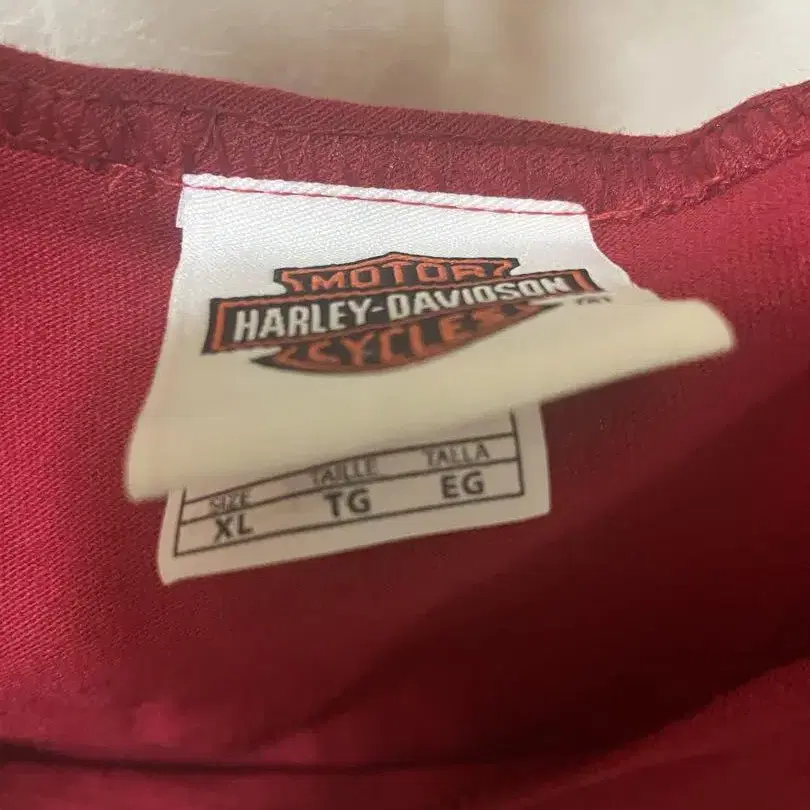 MOTOR
HARLEY-DAVIDSON
CYCLES
SIZE TAILLE TALLA
XL TG EG